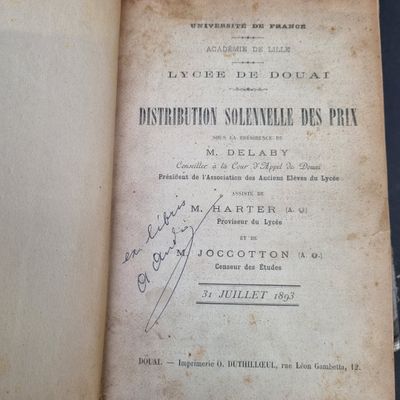 UNIVERSITÉ DE FRANCE
ACADÉMIE DE LILLE
LYCÉE DE DOUAI
DISTRIBUTION SOLENNELLE DES PRIX
SOUS LA PRÉSIDENCE DE
M. DELABY
Conseiller à la Cour d'Appel de Douai
Président de l'Association des Anciens Elèves du Lycée
ASSISTÉ DE
M. HARTER (A. O)
Proviseur du Lycée
ET DE
M. JOCCOTTON (A. O.)
Censeur des Études
31 JUILLET 1893
DOUAI. — Imprimerie O. DUTHILLŒUL, rue Léon Gambetta, 12.
ex libris